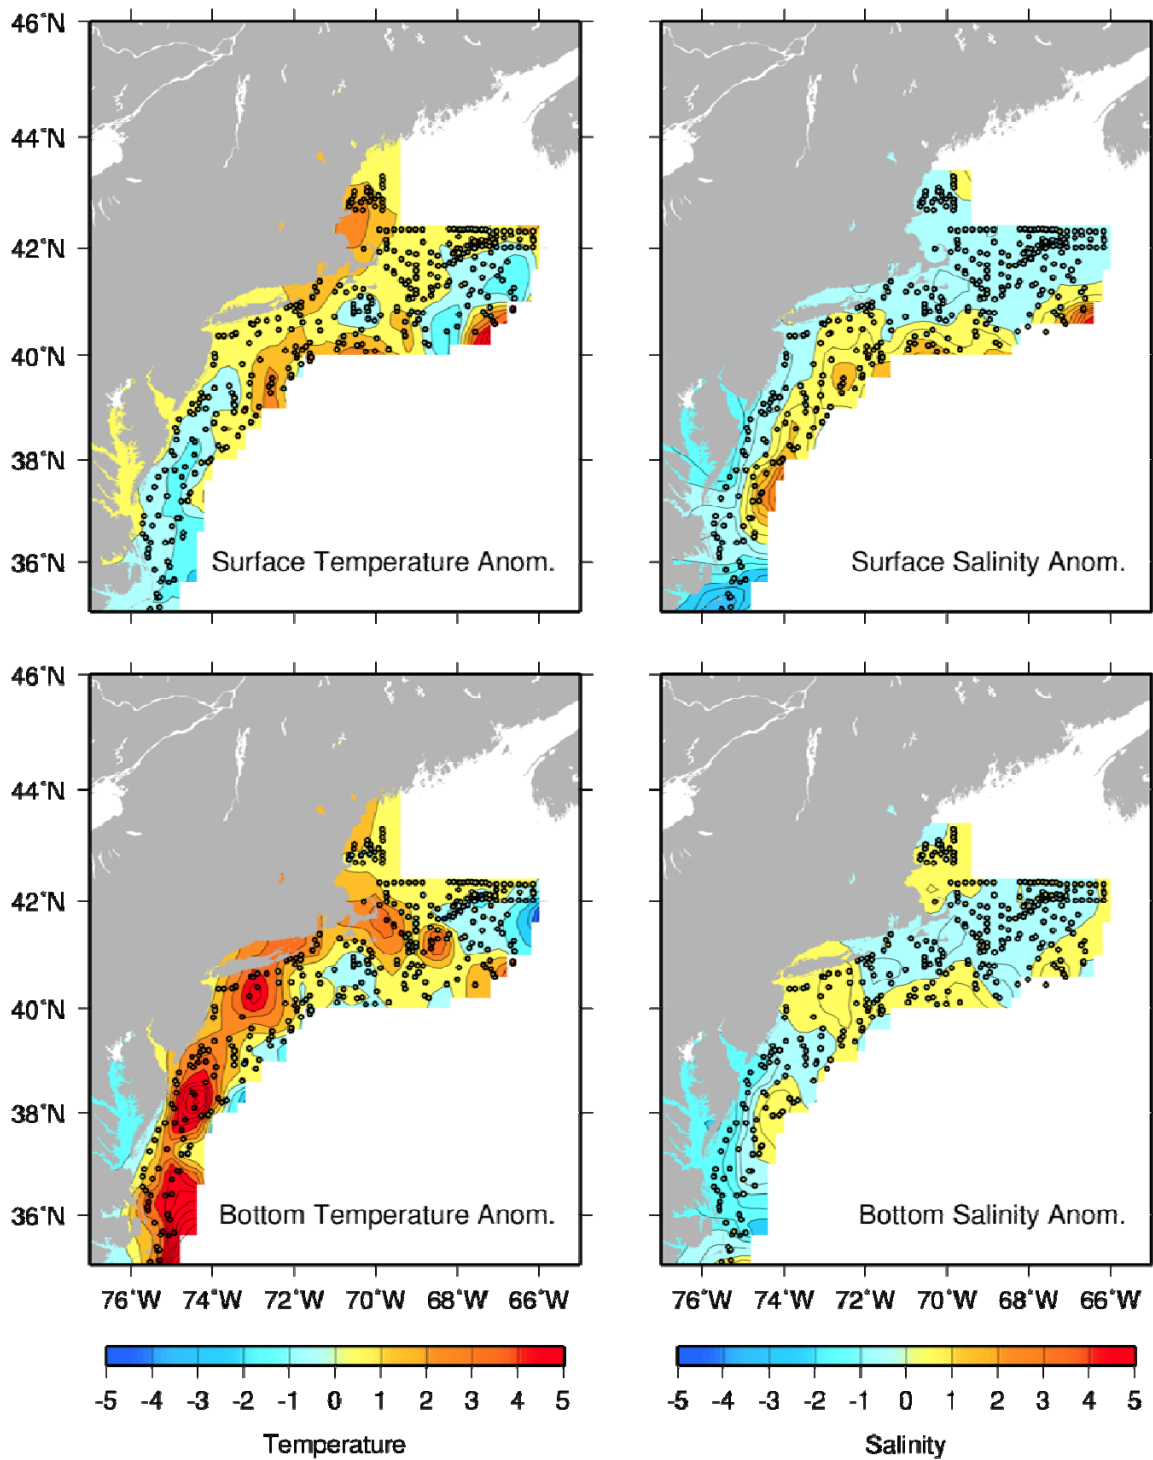 46°N
44°N
42°N
40°N
38°N
36°N
Surface Temperature Anom.
Surface Salinity Anom.
46°N
44°N
42°N
40°N
38°N
36°N
Bottom Temperature Anom.
Bottom Salinity Anom.
76°W 74°W 72°W 70°W 68°W 66°W
76°W 74°W 72°W 70°W 68°W 66°W
-5 -4 -3 -2 -1 0 1 2 3 4 5
Temperature
-5 -4 -3 -2 -1 0 1 2 3 4 5
Salinity